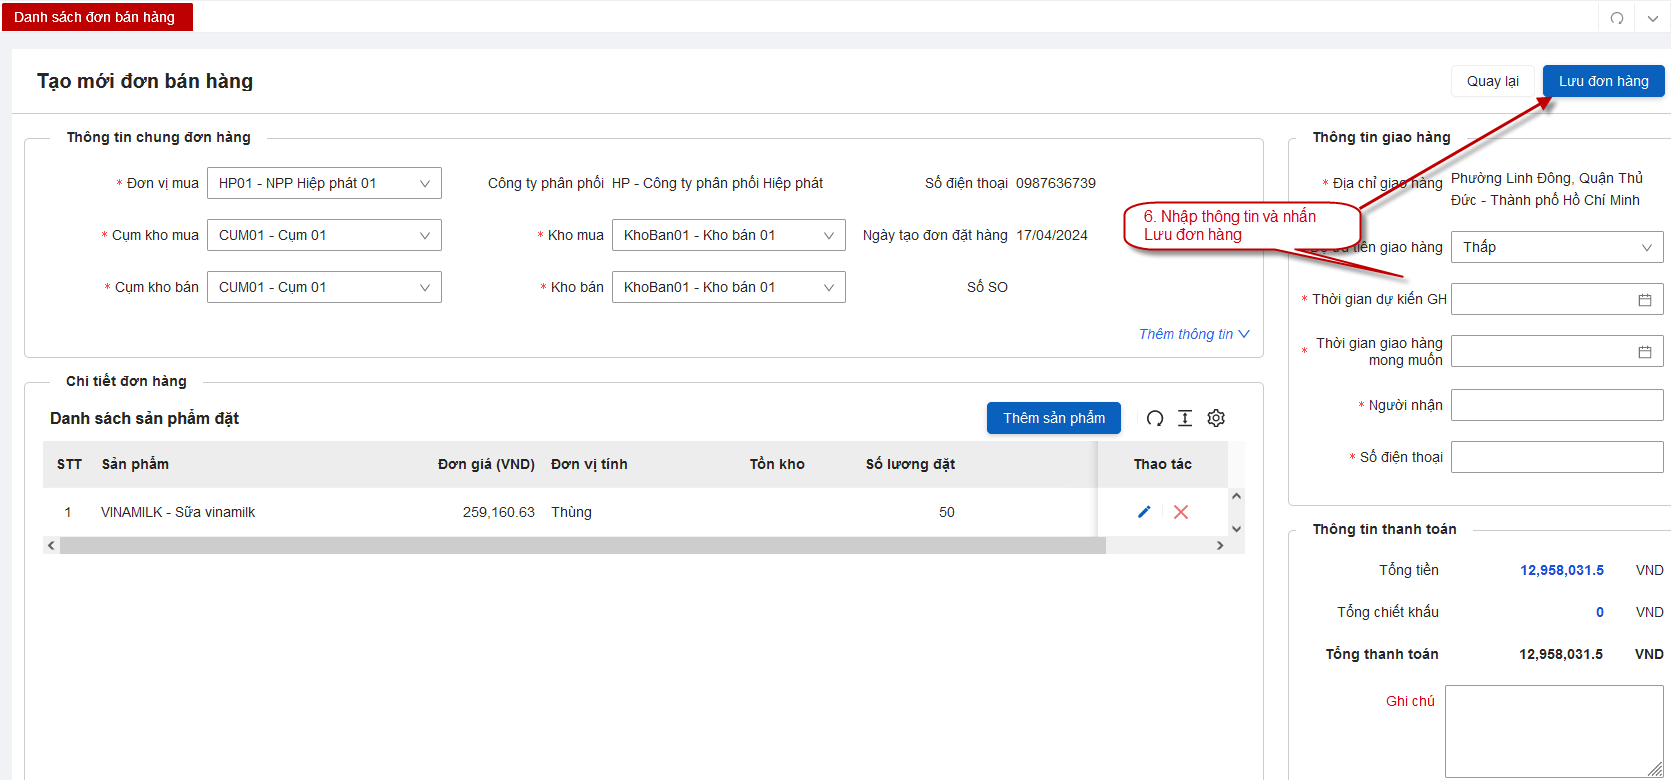 Danh sách đơn bán hàng
Tạo mới đơn bán hàng
Quay lại
Lưu đơn hàng
Thông tin chung đơn hàng
* Đơn vị mua
HP01 - NPP Hiệp phát 01
Công ty phân phối
HP - Công ty phân phối Hiệp phát
Số điện thoại
0987636739
* Cụm kho mua
CUM01 - Cụm 01
* Kho mua
KhoBan01 - Kho bán 01
Ngày tạo đơn đặt hàng
17/04/2024
* Cụm kho bán
CUM01 - Cụm 01
* Kho bán
KhoBan01 - Kho bán 01
Số SO
Thêm thông tin
6. Nhập thông tin và nhấn
Lưu đơn hàng
Chi tiết đơn hàng
Danh sách sản phẩm đặt
Thêm sản phẩm
STT
Sản phẩm
Đơn giá (VND)
Đơn vị tính
Tồn kho
Số lương đặt
Thao tác
1
VINAMILK - Sữa vinamilk
259,160.63
Thùng
50
Thông tin giao hàng
* Địa chỉ giao hàng
Phường Linh Đông, Quận Thủ
Đức - Thành phố Hồ Chí Minh
tiên giao hàng
Thấp
* Thời gian dự kiến GH
* Thời gian giao hàng
mong muốn
* Người nhận
* Số điện thoại
Thông tin thanh toán
Tổng tiền
12,958,031.5
VND
Tổng chiết khấu
0
VND
Tổng thanh toán
12,958,031.5
VND
Ghi chú